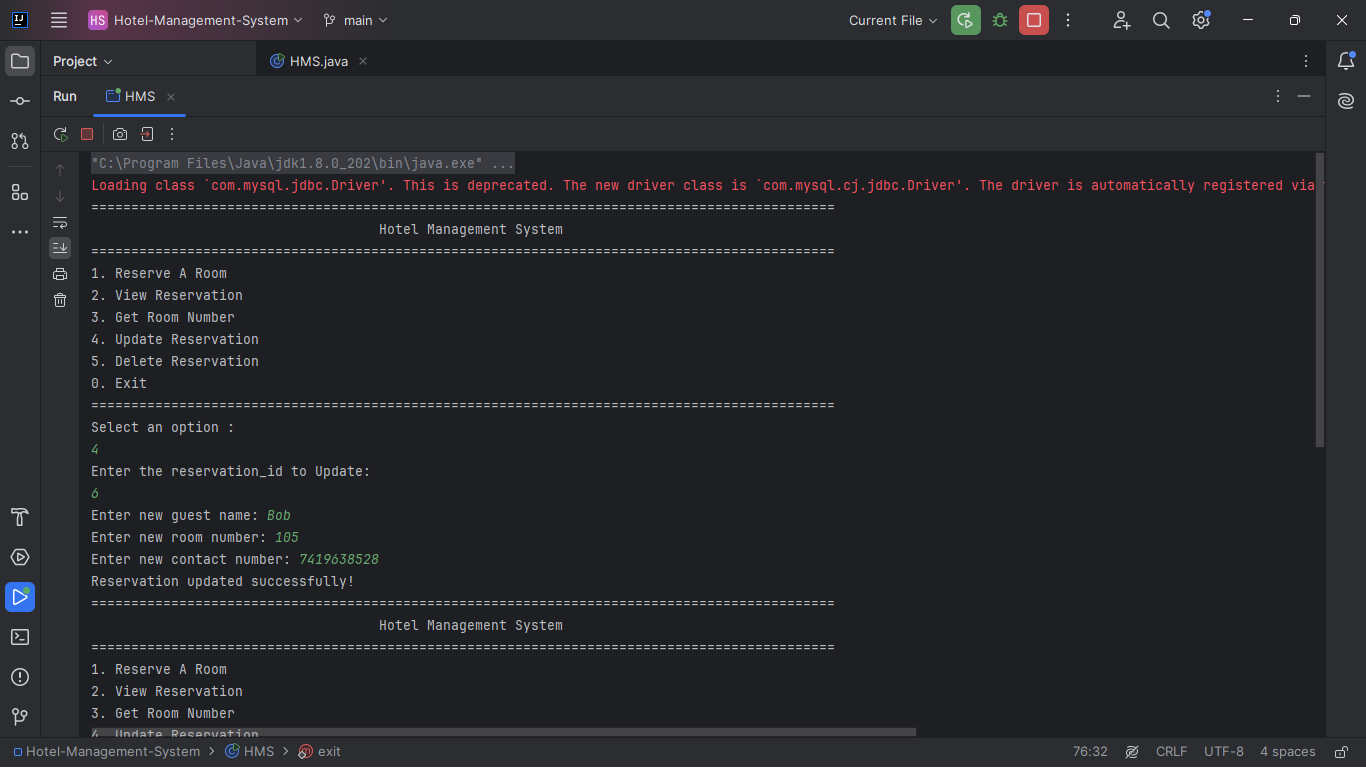 HS Hotel-Management-System main Current File
Project HMS.java
Run HMS
"C:\Program Files\Java\jdk1.8.0_202\bin\java.exe" ...
Loading class `com.mysql.jdbc.Driver'. This is deprecated. The new driver class is `com.mysql.cj.jdbc.Driver'. The driver is automatically registered via
=============================================================================================
Hotel Management System
=============================================================================================
1. Reserve A Room
2. View Reservation
3. Get Room Number
4. Update Reservation
5. Delete Reservation
0. Exit
=============================================================================================
Select an option :
4
Enter the reservation_id to Update:
6
Enter new guest name: Bob
Enter new room number: 105
Enter new contact number: 7419638528
Reservation updated successfully!
=============================================================================================
Hotel Management System
=============================================================================================
1. Reserve A Room
2. View Reservation
3. Get Room Number
4. Update Reservation
Hotel-Management-System > HMS > exit 76:32 CRLF UTF-8 4 spaces